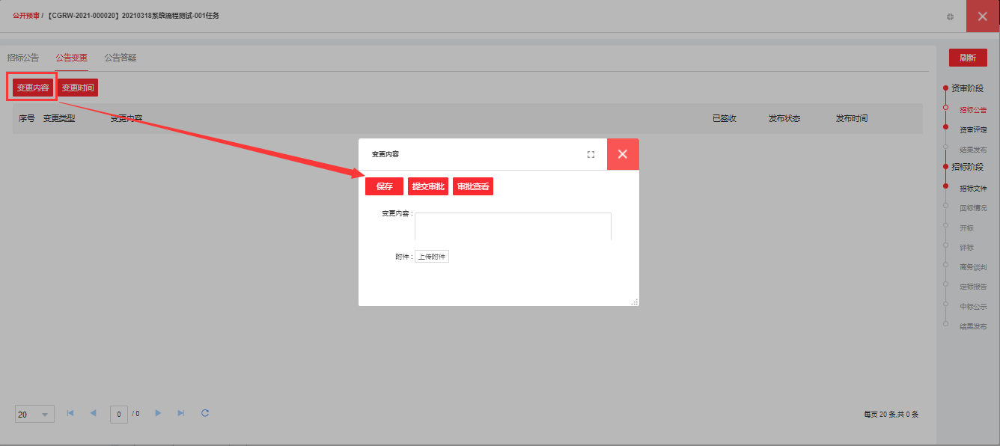 公开预审 / 【CGRW-2021-000020】20210318系统流程测试-001任务
招标公告 公告变更 公告答疑
变更内容 变更时间
序号 变更类型 变更内容 已签收 发布状态 发布时间
变更内容
保存 提交审批 审批查看
变更内容 :
附件 : 上传附件
20 0 / 0 每页 20 条,共 0 条
刷新
资审阶段
招标公告
资审评定
结果发布
招标阶段
招标文件
回标情况
开标
评标
商务谈判
定标报告
中标公示
结果发布